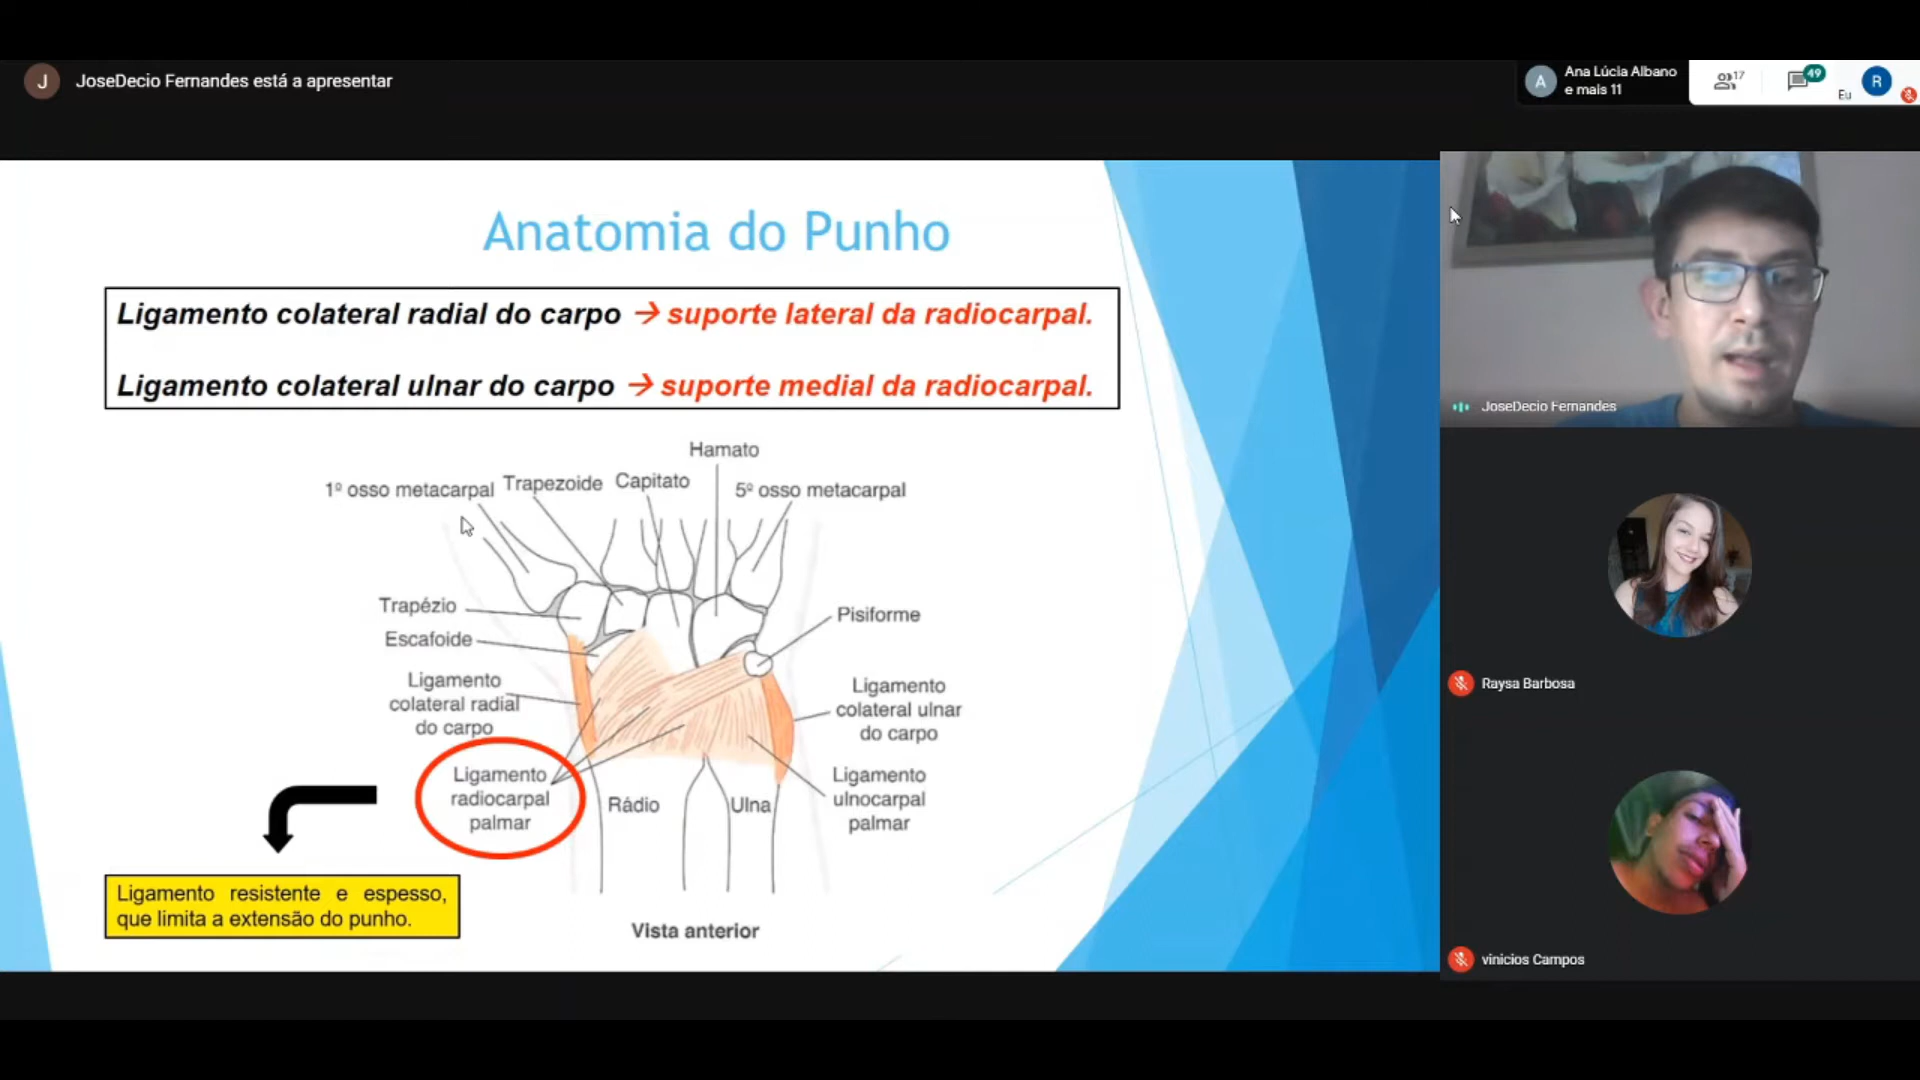 J
JoseDecio Fernandes está a apresentar
A
Ana Lúcia Albano
e mais 11
17
49
Eu
R
Anatomia do Punho
Ligamento colateral radial do carpo → suporte lateral da radiocarpal.
Ligamento colateral ulnar do carpo → suporte medial da radiocarpal.
Hamato
1º osso metacarpal
Trapezoide
Capitato
5º osso metacarpal
Trapézio
Escafoide
Pisiforme
Ligamento
colateral radial
do carpo
Ligamento
colateral ulnar
do carpo
Ligamento
radiocarpal
palmar
Rádio
Ulna
Ligamento
ulnocarpal
palmar
Ligamento resistente e espesso,
que limita a extensão do punho.
Vista anterior
JoseDecio Fernandes
Raysa Barbosa
vinicios Campos